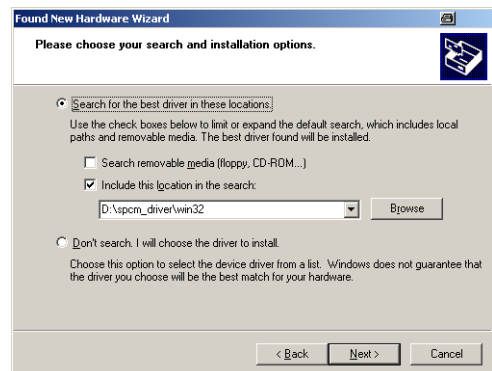 Found New Hardware Wizard
Please choose your search and installation options.
Search for the best driver in these locations.
Use the check boxes below to limit or expand the default search, which includes local
paths and removable media. The best driver found will be installed.
Search removable media (floppy, CD-ROM...)
Include this location in the search:
D:\spcm_driver\win32
Browse
Don't search. I will choose the driver to install.
Choose this option to select the device driver from a list. Windows does not guarantee that
the driver you choose will be the best match for your hardware.
< Back
Next >
Cancel